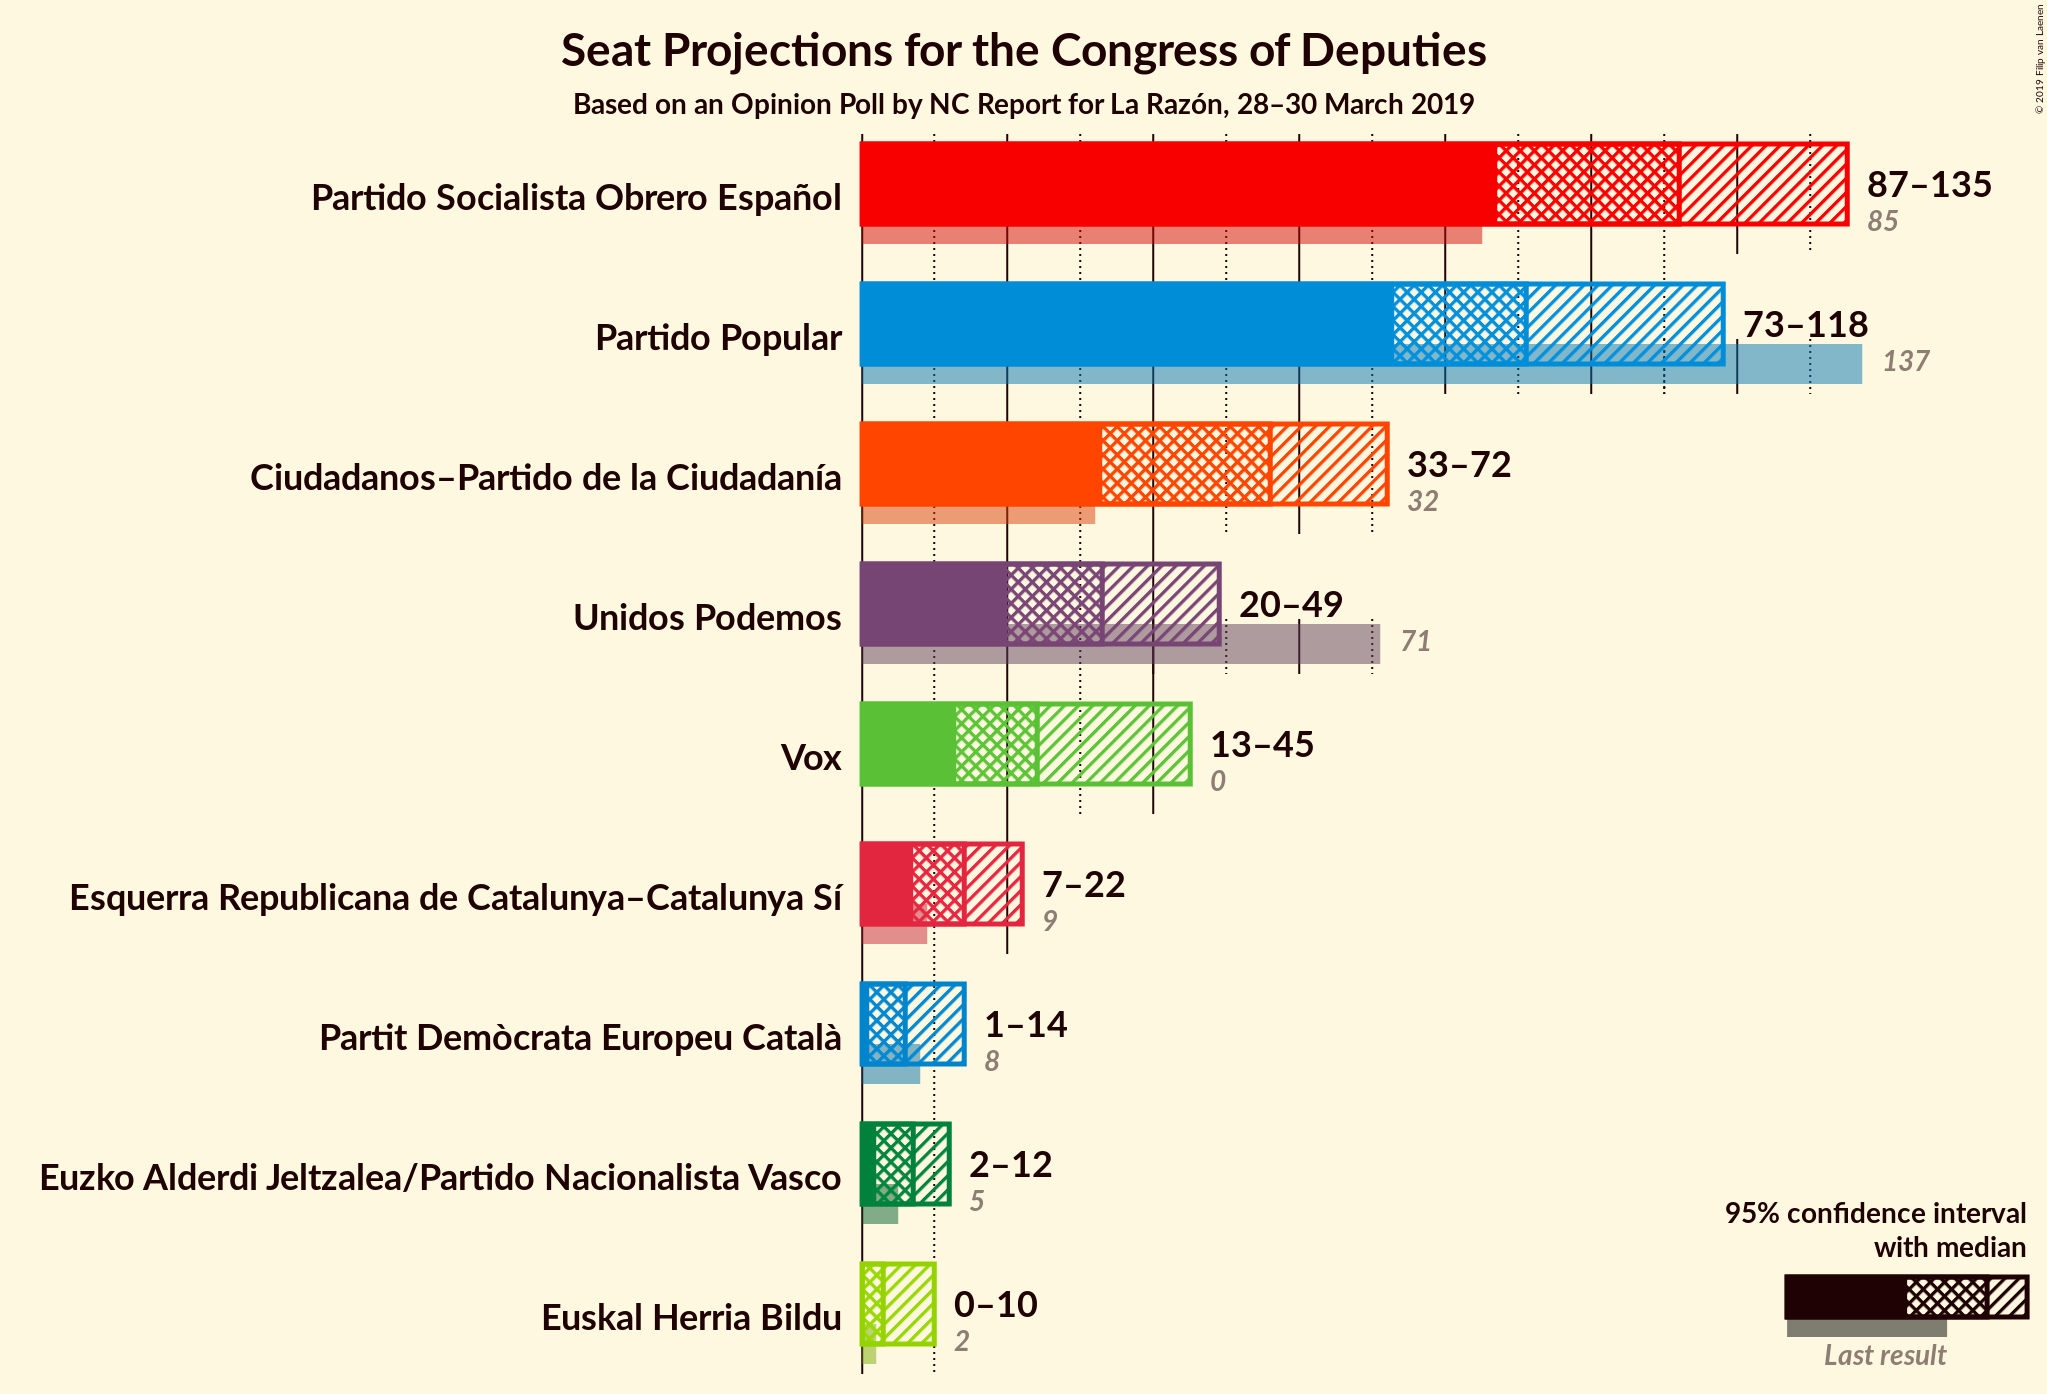 Seat Projections for the Congress of Deputies
Based on an Opinion Poll by NC Report for La Razón, 28–30 March 2019
© 2019 Filip van Laenen
Partido Socialista Obrero Español
87–135
85
Partido Popular
73–118
137
Ciudadanos–Partido de la Ciudadanía
33–72
32
Unidos Podemos
20–49
71
Vox
13–45
0
Esquerra Republicana de Catalunya–Catalunya Sí
7–22
9
Partit Demòcrata Europeu Català
1–14
8
Euzko Alderdi Jeltzalea/Partido Nacionalista Vasco
2–12
5
Euskal Herria Bildu
0–10
2
95% confidence interval
with median
Last result